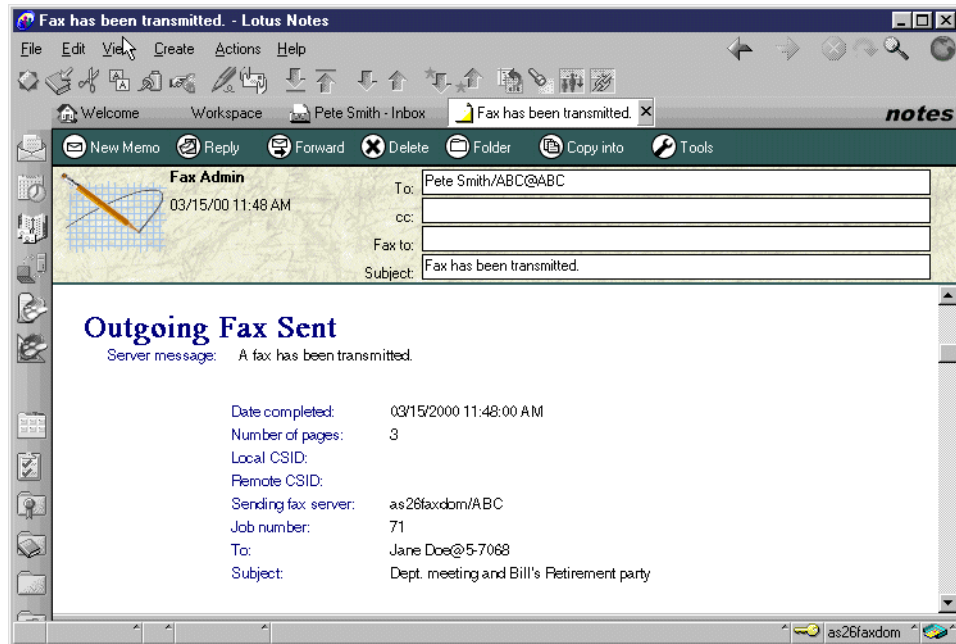 Fax has been transmitted. - Lotus Notes
File Edit View Create Actions Help
Welcome Workspace Pete Smith - Inbox Fax has been transmitted. notes
New Memo Reply Forward Delete Folder Copy into Tools
Fax Admin
03/15/00 11:48 AM
To: Pete Smith/ABC@ABC
cc:
Fax to:
Subject: Fax has been transmitted.
Outgoing Fax Sent
Server message: A fax has been transmitted.
Date completed: 03/15/2000 11:48:00 AM
Number of pages: 3
Local CSID:
Remote CSID:
Sending fax server: as26faxdom/ABC
Job number: 71
To: Jane Doe@5-7068
Subject: Dept. meeting and Bill's Retirement party
as26faxdom